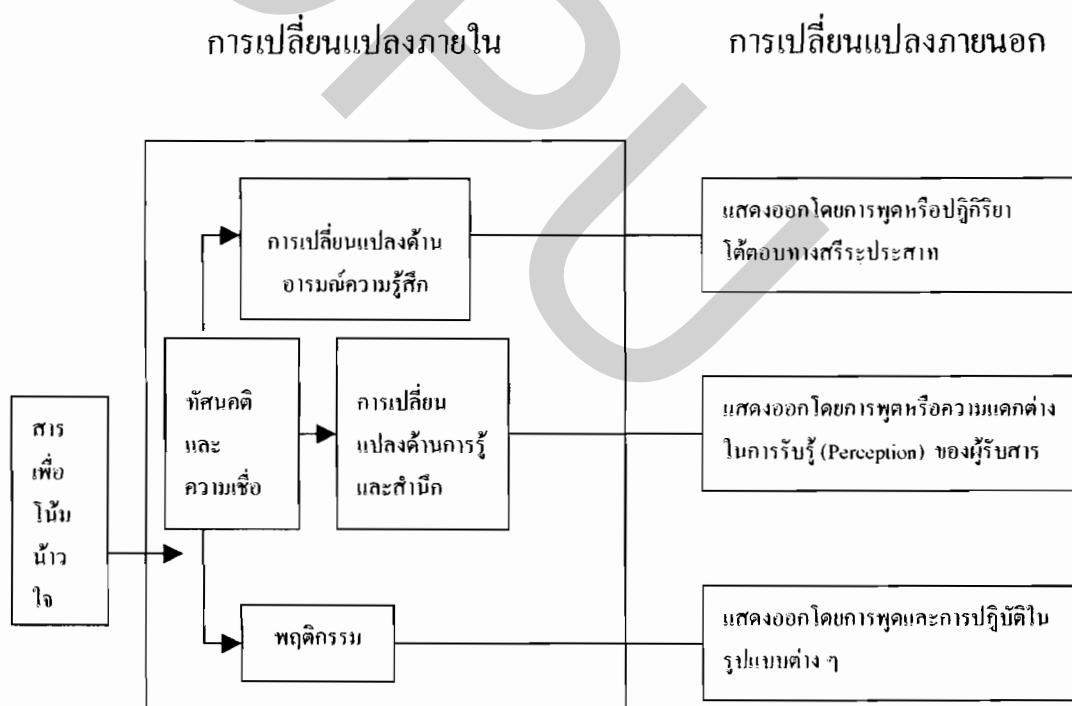 การเปลี่ยนแปลงภายใน
การเปลี่ยนแปลงภายนอก
สาร
เพื่อ
โน้ม
น้าว
ใจ
ทัศนคติ
และ
ความเชื่อ
การเปลี่ยนแปลงด้าน
อารมณ์ความรู้สึก
การเปลี่ยน
แปลงด้านการรู้
และสำนึก
พฤติกรรม
แสดงออกโดยการพูดหรือปฏิกิริยา
โต้ตอบทางสรีระประสาท
แสดงออกโดยการพูดหรือความแตกต่าง
ในการรับรู้ (Perception) ของผู้รับสาร
แสดงออกโดยการพูดและการปฏิบัติใน
รูปแบบต่าง ๆ
DPU